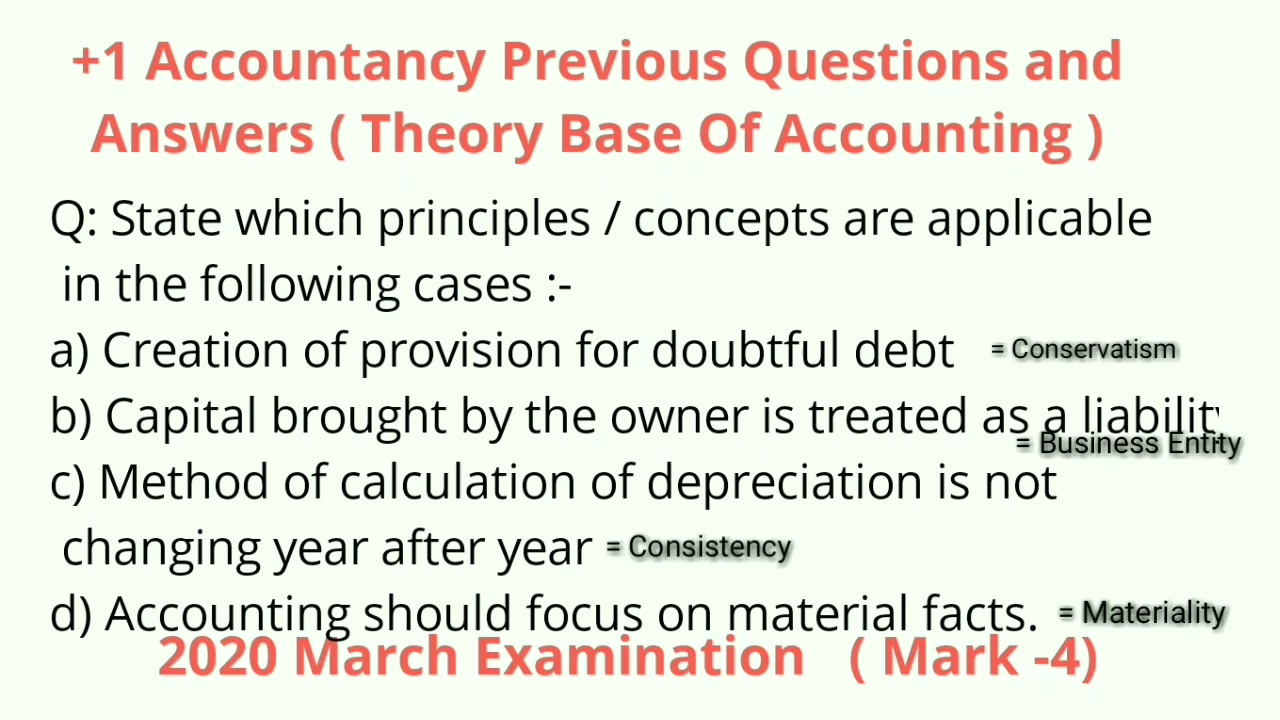 +1 Accountancy Previous Questions and
Answers ( Theory Base Of Accounting )
Q: State which principles / concepts are applicable
in the following cases :-
a) Creation of provision for doubtful debt = Conservatism
b) Capital brought by the owner is treated as a liability
= Business Entity
c) Method of calculation of depreciation is not
changing year after year = Consistency
d) Accounting should focus on material facts. = Materiality
2020 March Examination ( Mark -4)